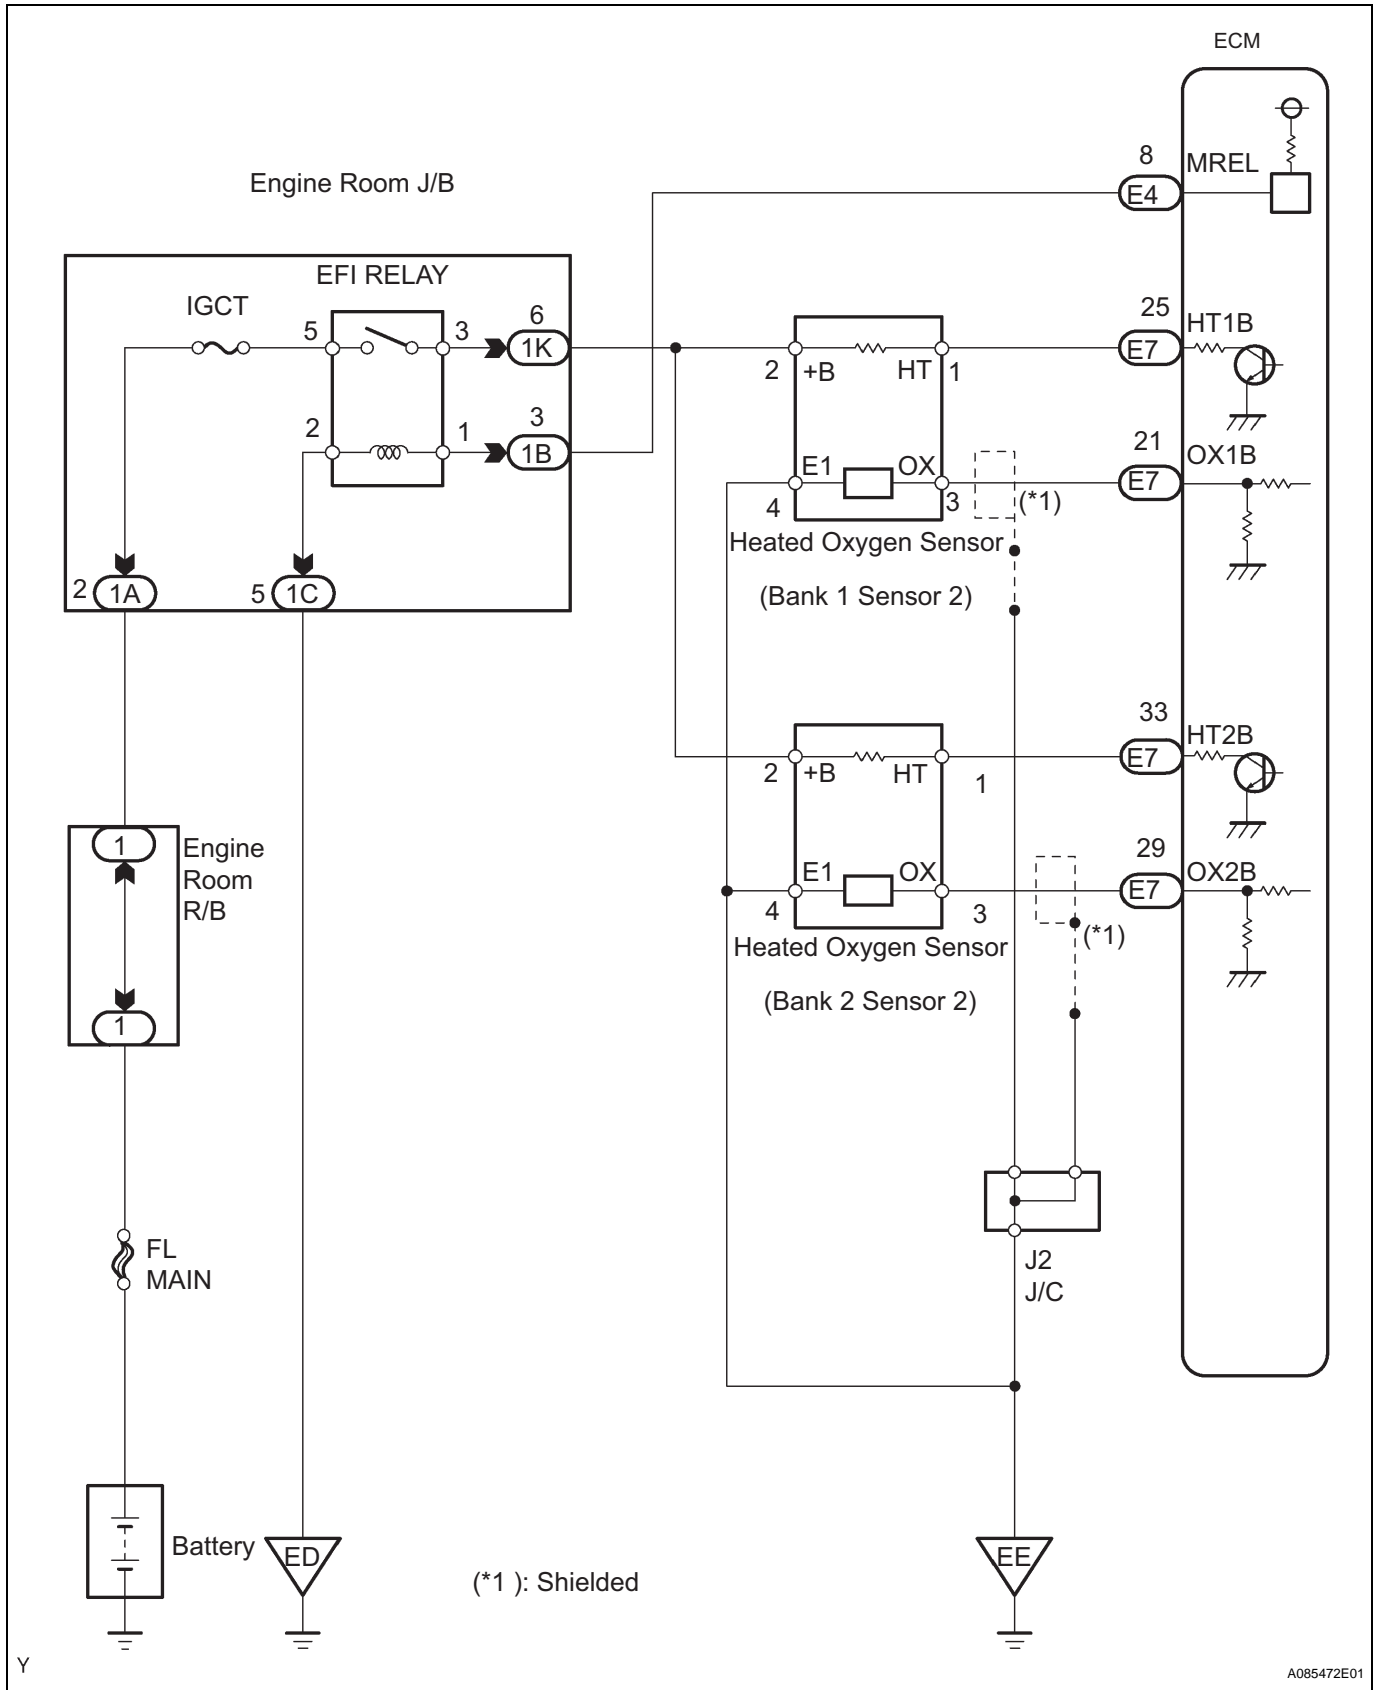 ECM
8
MREL
E4
Engine Room J/B
EFI RELAY
IGCT
5
3
6
1K
2
1
3
1B
2
1A
5
1C
2
+B
HT
1
25
E7
HT1B
E1
OX
4
3
(*1)
21
E7
OX1B
Heated Oxygen Sensor
(Bank 1 Sensor 2)
33
E7
HT2B
2
+B
HT
1
E1
OX
4
3
29
E7
OX2B
(*1)
Heated Oxygen Sensor
(Bank 2 Sensor 2)
1
Engine
Room
R/B
1
FL
MAIN
J2
J/C
Battery
ED
(*1 ): Shielded
EE
Y
A085472E01